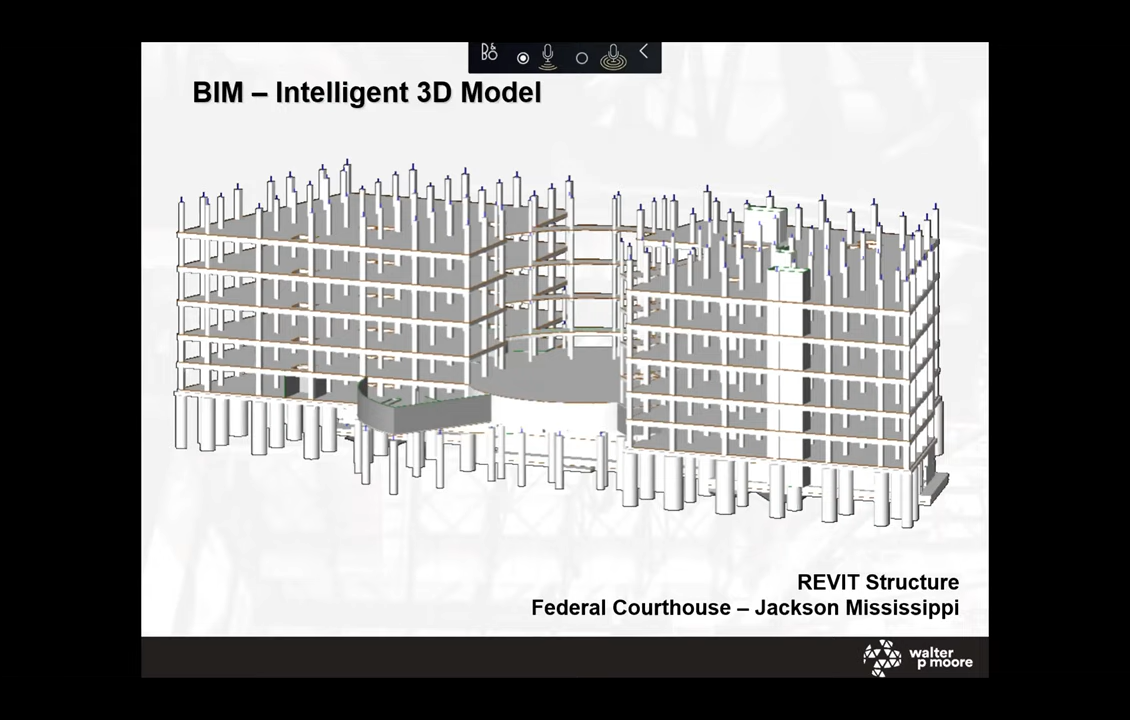 B&O
BIM – Intelligent 3D Model
REVIT Structure
Federal Courthouse – Jackson Mississippi
walter
p moore